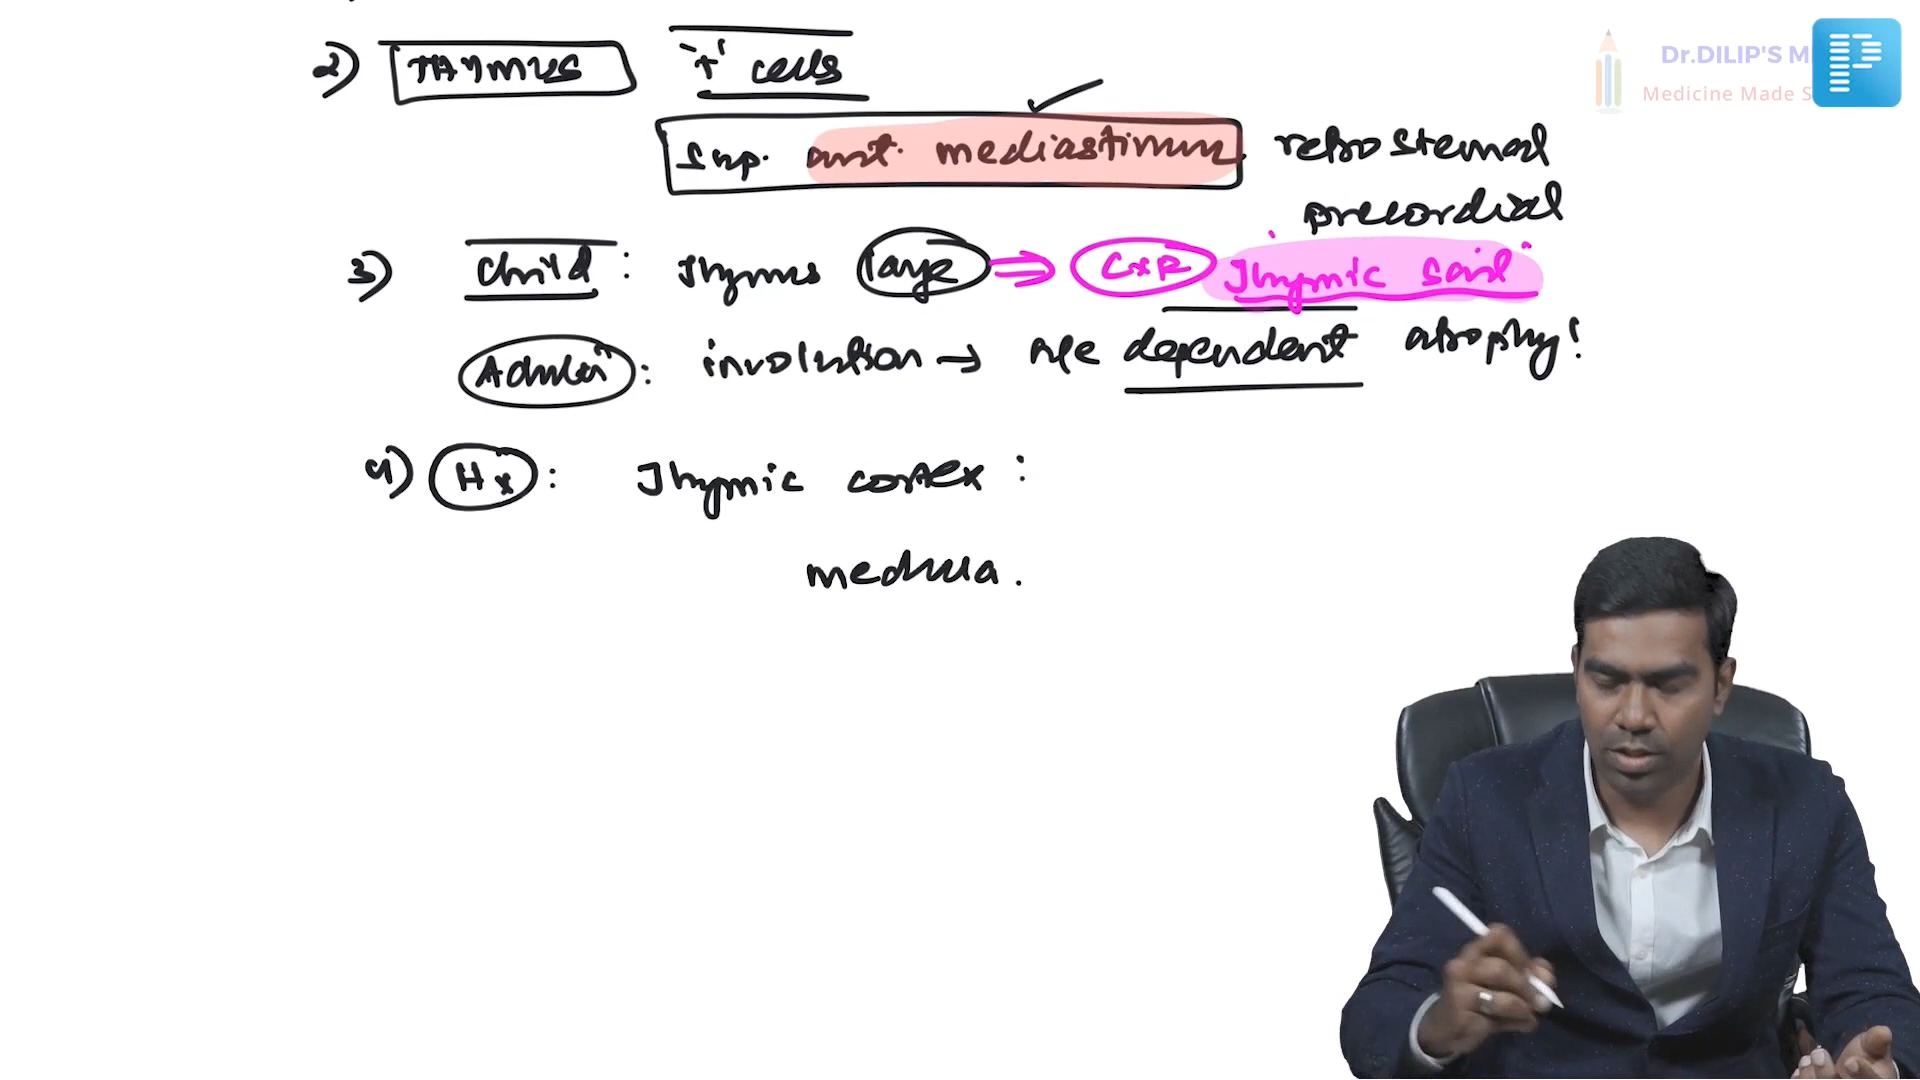 2) THYMUS 'T' cells
Dr.DILIP'S M
Medicine Made S
Sup. ant. mediastinum. retrosternal
precordial
3) Child : Thymus large ⇒ CxR "Thymic Sail"
Adult : involution → Age dependent atrophy!
4) Hx : Thymic cortex :
medulla.